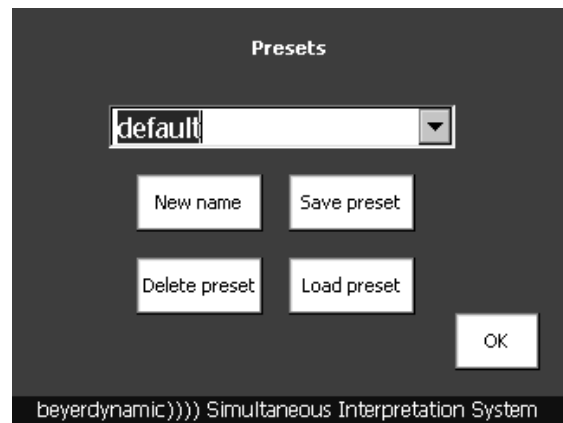 Presets
default
New name Save preset
Delete preset Load preset
OK
beyerdynamic)))) Simultaneous Interpretation System